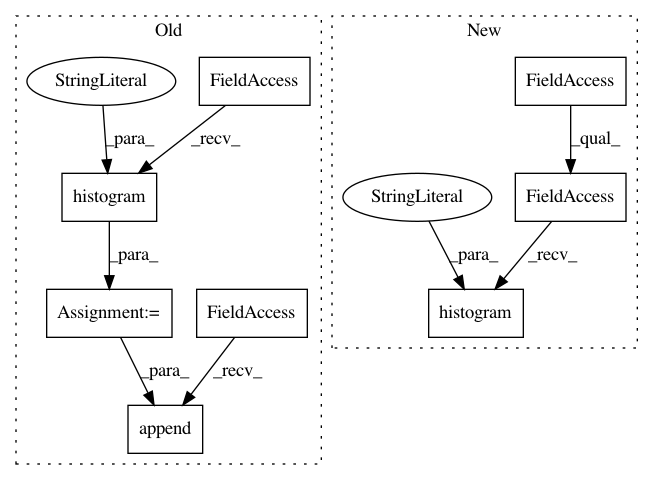 Old
New
StringLiteral
FieldAccess
FieldAccess
_para_
_recv_
_qual_
histogram
StringLiteral
FieldAccess
_para_
_para_
_recv_
Assignment:=
FieldAccess
histogram
_para_
_recv_
append